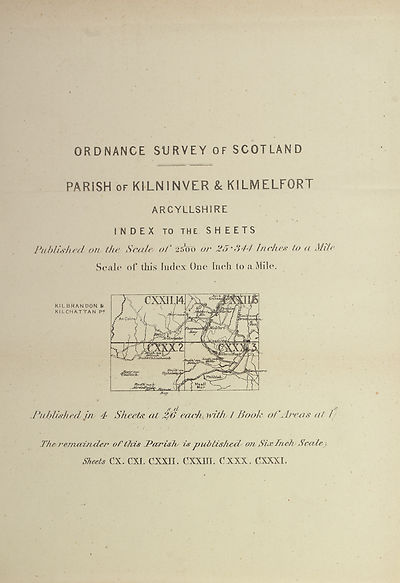 ORDNANCE SURVEY OF SCOTLAND
PARISH OF KILNINVER & KILMELFORT
ARGYLLSHIRE
INDEX TO THE SHEETS
Published on the Scale of 1/2500 or 25·344 Inches to a Mile
Scale of this Index One Inch to a Mile.
KILBRANDON &
KILCHATTAN Ph.
CXXII.14
CXXII.15
CXXX.2
CXXX.3
Published in 4 Sheets at 2/6 each, with 1 Book of Areas at 1/
The remainder of this Parish is published on Six Inch Scale;
Sheets CX. CXI. CXXII. CXXIII. CXXX. CXXXI.